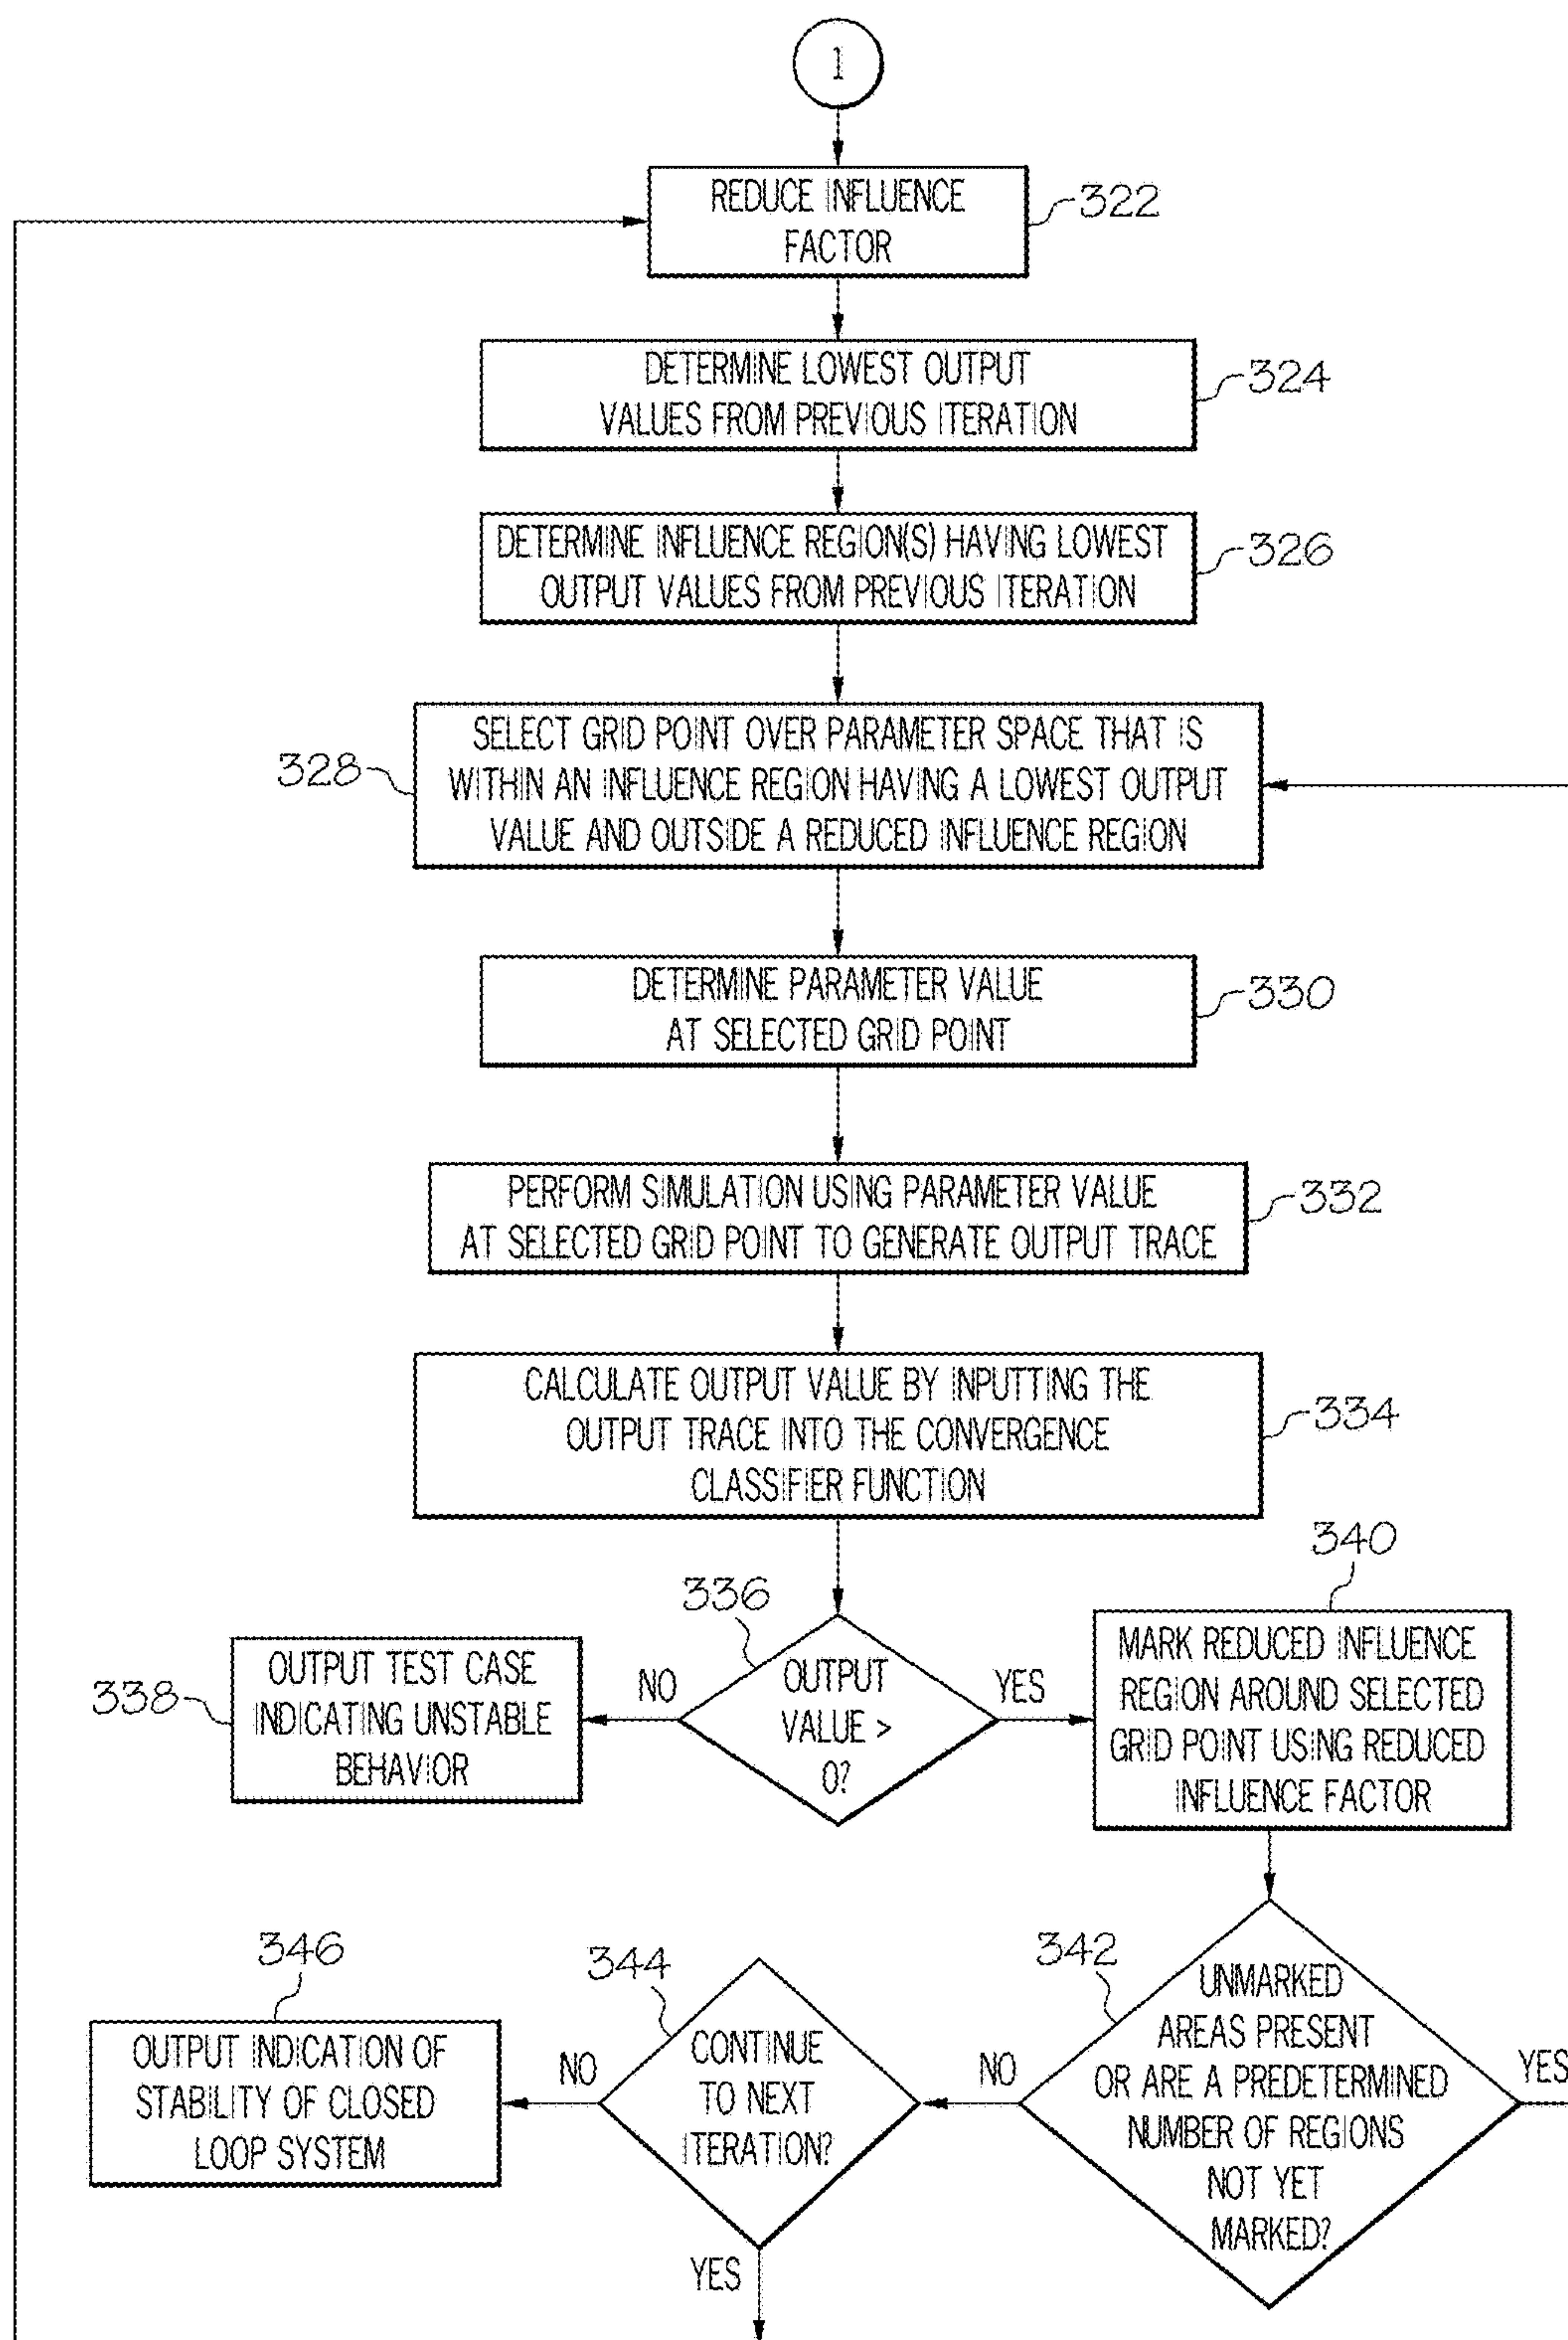 1
REDUCE INFLUENCE
FACTOR
322
DETERMINE LOWEST OUTPUT
VALUES FROM PREVIOUS ITERATION
324
DETERMINE INFLUENCE REGION(S) HAVING LOWEST
OUTPUT VALUES FROM PREVIOUS ITERATION
326
SELECT GRID POINT OVER PARAMETER SPACE THAT IS
WITHIN AN INFLUENCE REGION HAVING A LOWEST OUTPUT
VALUE AND OUTSIDE A REDUCED INFLUENCE REGION
328
DETERMINE PARAMETER VALUE
AT SELECTED GRID POINT
330
PERFORM SIMULATION USING PARAMETER VALUE
AT SELECTED GRID POINT TO GENERATE OUTPUT TRACE
332
CALCULATE OUTPUT VALUE BY INPUTTING THE
OUTPUT TRACE INTO THE CONVERGENCE
CLASSIFIER FUNCTION
334
336
OUTPUT
VALUE >
0?
NO
YES
338
OUTPUT TEST CASE
INDICATING UNSTABLE
BEHAVIOR
340
MARK REDUCED INFLUENCE
REGION AROUND SELECTED
GRID POINT USING REDUCED
INFLUENCE FACTOR
342
UNMARKED
AREAS PRESENT
OR ARE A PREDETERMINED
NUMBER OF REGIONS
NOT YET
MARKED?
YES
NO
344
CONTINUE
TO NEXT
ITERATION?
NO
YES
346
OUTPUT INDICATION OF
STABILITY OF CLOSED
LOOP SYSTEM